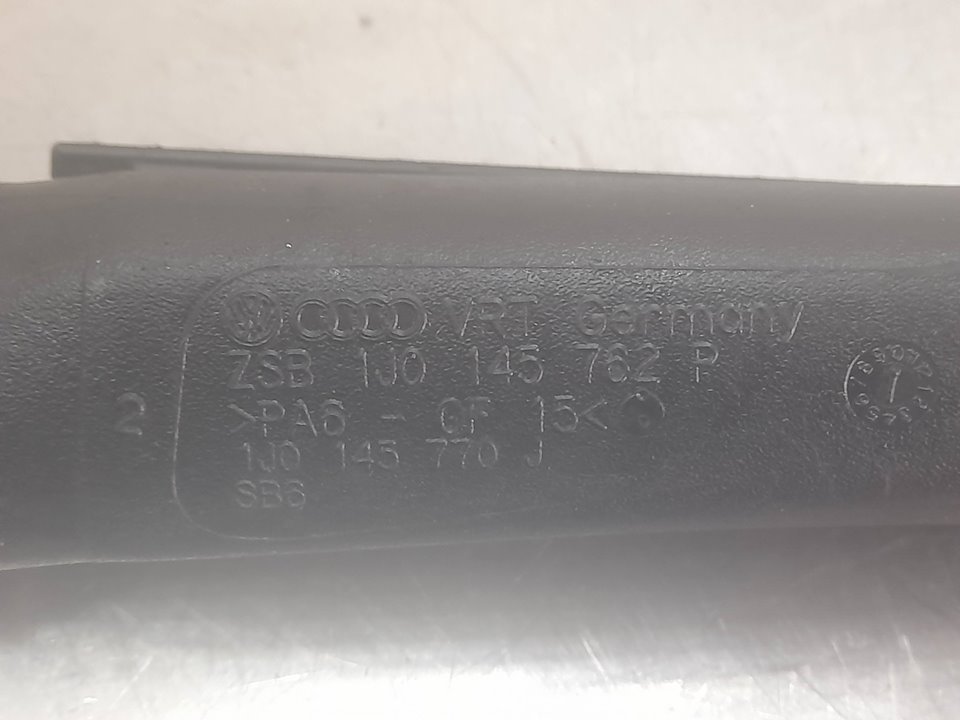 VRT Germany
ZSB 1J0 145 762 P
>PA6 - GF 15<
1J0 145 770 J
SB6
2